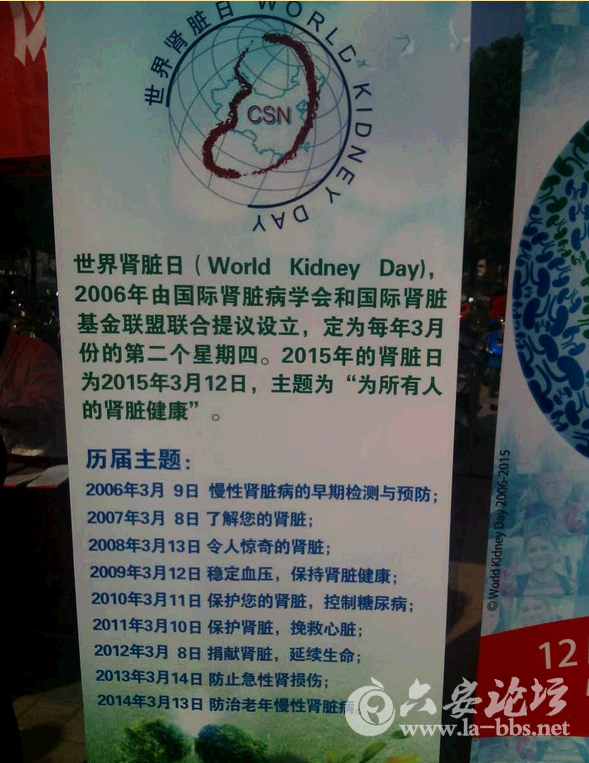 世界肾脏日 WORLD KIDNEY DAY
CSN
世界肾脏日（World Kidney Day），
2006年由国际肾脏病学会和国际肾脏
基金联盟联合提议设立，定为每年3月
份的第二个星期四。2015年的肾脏日
为2015年3月12日，主题为“为所有人
的肾脏健康”。
历届主题：
2006年3月 9日 慢性肾脏病的早期检测与预防；
2007年3月 8日 了解您的肾脏；
2008年3月13日 令人惊奇的肾脏；
2009年3月12日 稳定血压，保持肾脏健康；
2010年3月11日 保护您的肾脏，控制糖尿病；
2011年3月10日 保护肾脏，挽救心脏；
2012年3月 8日 捐献肾脏，延续生命；
2013年3月14日 防止急性肾损伤；
2014年3月13日 防治老年慢性肾脏病
© World Kidney Day 2006-2015
12
六安论坛
www.la-bbs.net